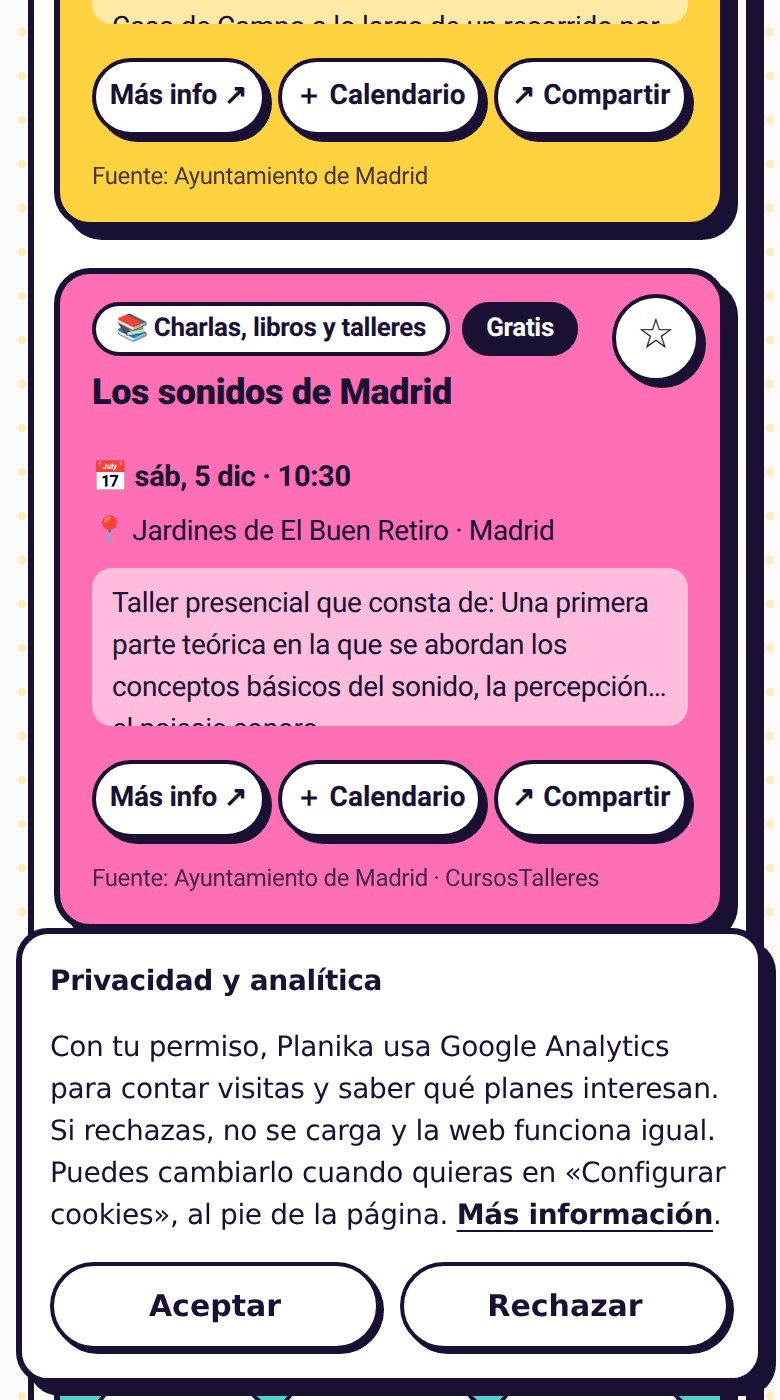 Más info ↗ + Calendario ↗ Compartir
Fuente: Ayuntamiento de Madrid
📚 Charlas, libros y talleres Gratis ☆
Los sonidos de Madrid
📅 sáb, 5 dic · 10:30
📍 Jardines de El Buen Retiro · Madrid
Taller presencial que consta de: Una primera
parte teórica en la que se abordan los
conceptos básicos del sonido, la percepción...
Más info ↗ + Calendario ↗ Compartir
Fuente: Ayuntamiento de Madrid · CursosTalleres
Privacidad y analítica
Con tu permiso, Planika usa Google Analytics
para contar visitas y saber qué planes interesan.
Si rechazas, no se carga y la web funciona igual.
Puedes cambiarlo cuando quieras en «Configurar
cookies», al pie de la página. Más información.
Aceptar Rechazar